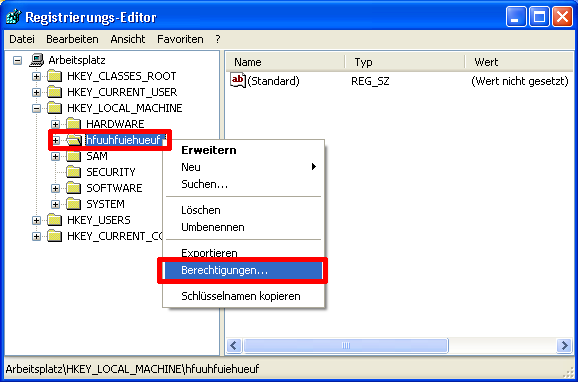 Registrierungs-Editor
Datei Bearbeiten Ansicht Favoriten ?
Arbeitsplatz
HKEY_CLASSES_ROOT
HKEY_CURRENT_USER
HKEY_LOCAL_MACHINE
HARDWARE
hfuuhfuiehueuf
SAM
SECURITY
SOFTWARE
SYSTEM
HKEY_USERS
HKEY_CURRENT_CO
Erweitern
Neu
Suchen...
Löschen
Umbenennen
Exportieren
Berechtigungen...
Schlüsselnamen kopieren
Name Typ Wert
ab (Standard) REG_SZ (Wert nicht gesetzt)
Arbeitsplatz\HKEY_LOCAL_MACHINE\hfuuhfuiehueuf